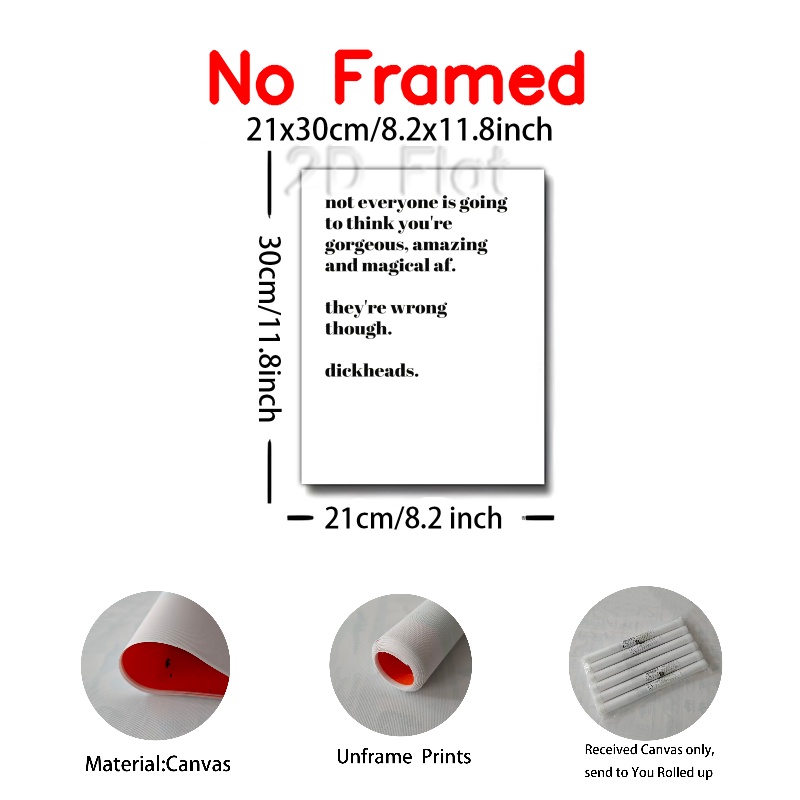 No Framed
21x30cm/8.2x11.8inch
2D Flat
30cm/11.8inch
not everyone is going
to think you're
gorgeous, amazing
and magical af.
they're wrong
though.
dickheads.
21cm/8.2 inch
Material:Canvas
Unframe Prints
Received Canvas only,
send to You Rolled up